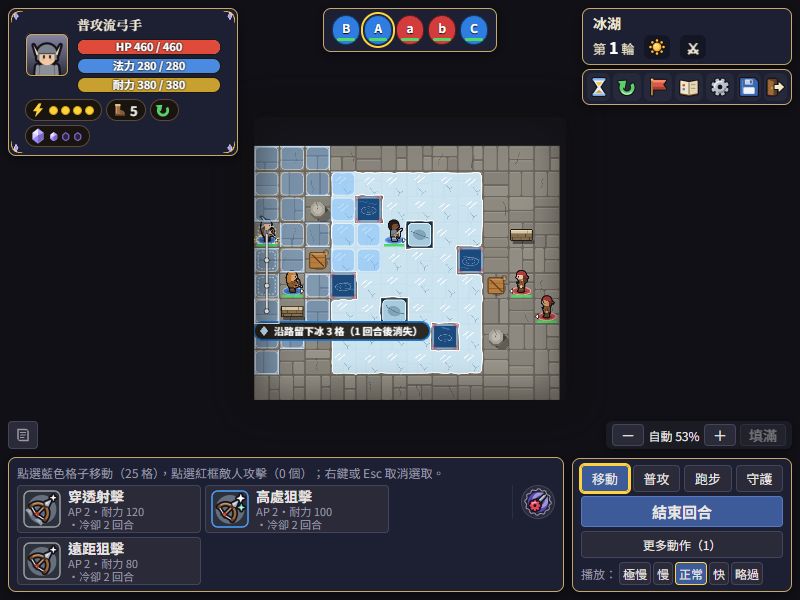 普攻流弓手
HP 460 / 460
法力 280 / 280
耐力 380 / 380
5
B
A
a
b
C
冰湖
第 1 輪
沿路留下冰 3 格（1 回合後消失）
自動 53%
填滿
點選藍色格子移動（25 格），點選紅框敵人攻擊（0 個）；右鍵或 Esc 取消選取。
穿透射擊
AP 2・耐力 120
・冷卻 2 回合
高處狙擊
AP 2・耐力 100
・冷卻 2 回合
遠距狙擊
AP 2・耐力 80
・冷卻 2 回合
移動
普攻
跑步
守護
結束回合
更多動作（1）
播放：
極慢
慢
正常
快
略過